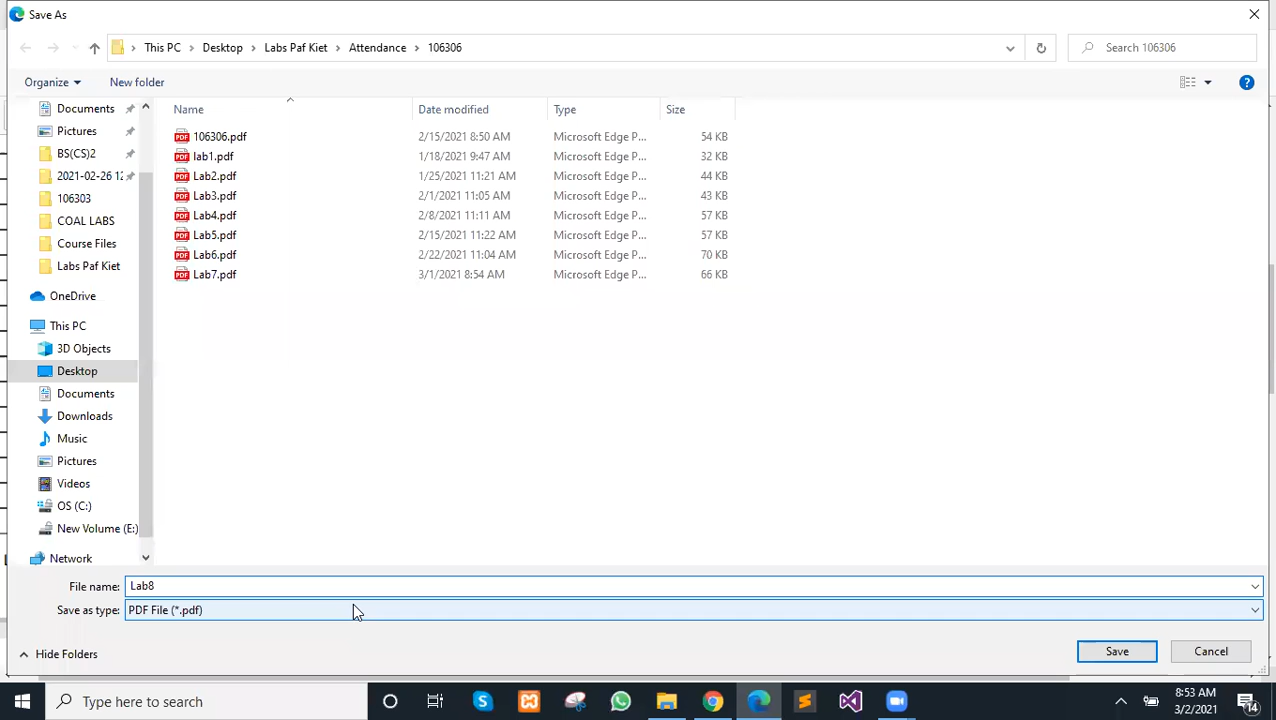 Save As
This PC > Desktop > Labs Paf Kiet > Attendance > 106306
Search 106306
Organize
New folder
Name Date modified Type Size
106306.pdf 2/15/2021 8:50 AM Microsoft Edge P... 54 KB
lab1.pdf 1/18/2021 9:47 AM Microsoft Edge P... 32 KB
Lab2.pdf 1/25/2021 11:21 AM Microsoft Edge P... 44 KB
Lab3.pdf 2/1/2021 11:05 AM Microsoft Edge P... 43 KB
Lab4.pdf 2/8/2021 11:11 AM Microsoft Edge P... 57 KB
Lab5.pdf 2/15/2021 11:22 AM Microsoft Edge P... 57 KB
Lab6.pdf 2/22/2021 11:04 AM Microsoft Edge P... 70 KB
Lab7.pdf 3/1/2021 8:54 AM Microsoft Edge P... 66 KB
Documents
Pictures
BS(CS)2
2021-02-26 12
106303
COAL LABS
Course Files
Labs Paf Kiet
OneDrive
This PC
3D Objects
Desktop
Documents
Downloads
Music
Pictures
Videos
OS (C:)
New Volume (E:)
Network
File name: Lab8
Save as type: PDF File (*.pdf)
Hide Folders
Save
Cancel
Type here to search
8:53 AM
3/2/2021
14